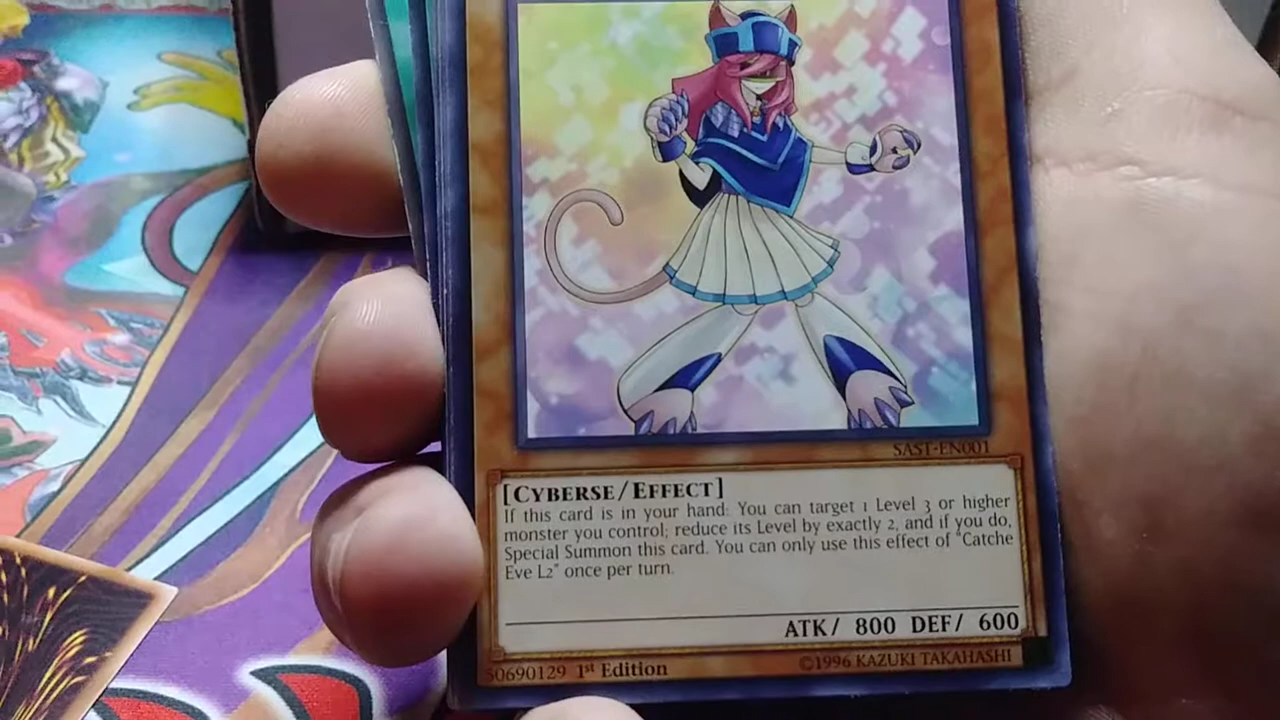 SAST-EN001
[CYBERSE/EFFECT]
If this card is in your hand: You can target 1 Level 3 or higher
monster you control; reduce its Level by exactly 2, and if you do,
Special Summon this card. You can only use this effect of "Catche
Eve L2" once per turn.
ATK/ 800 DEF/ 600
50690129 1st Edition
©1996 KAZUKI TAKAHASHI